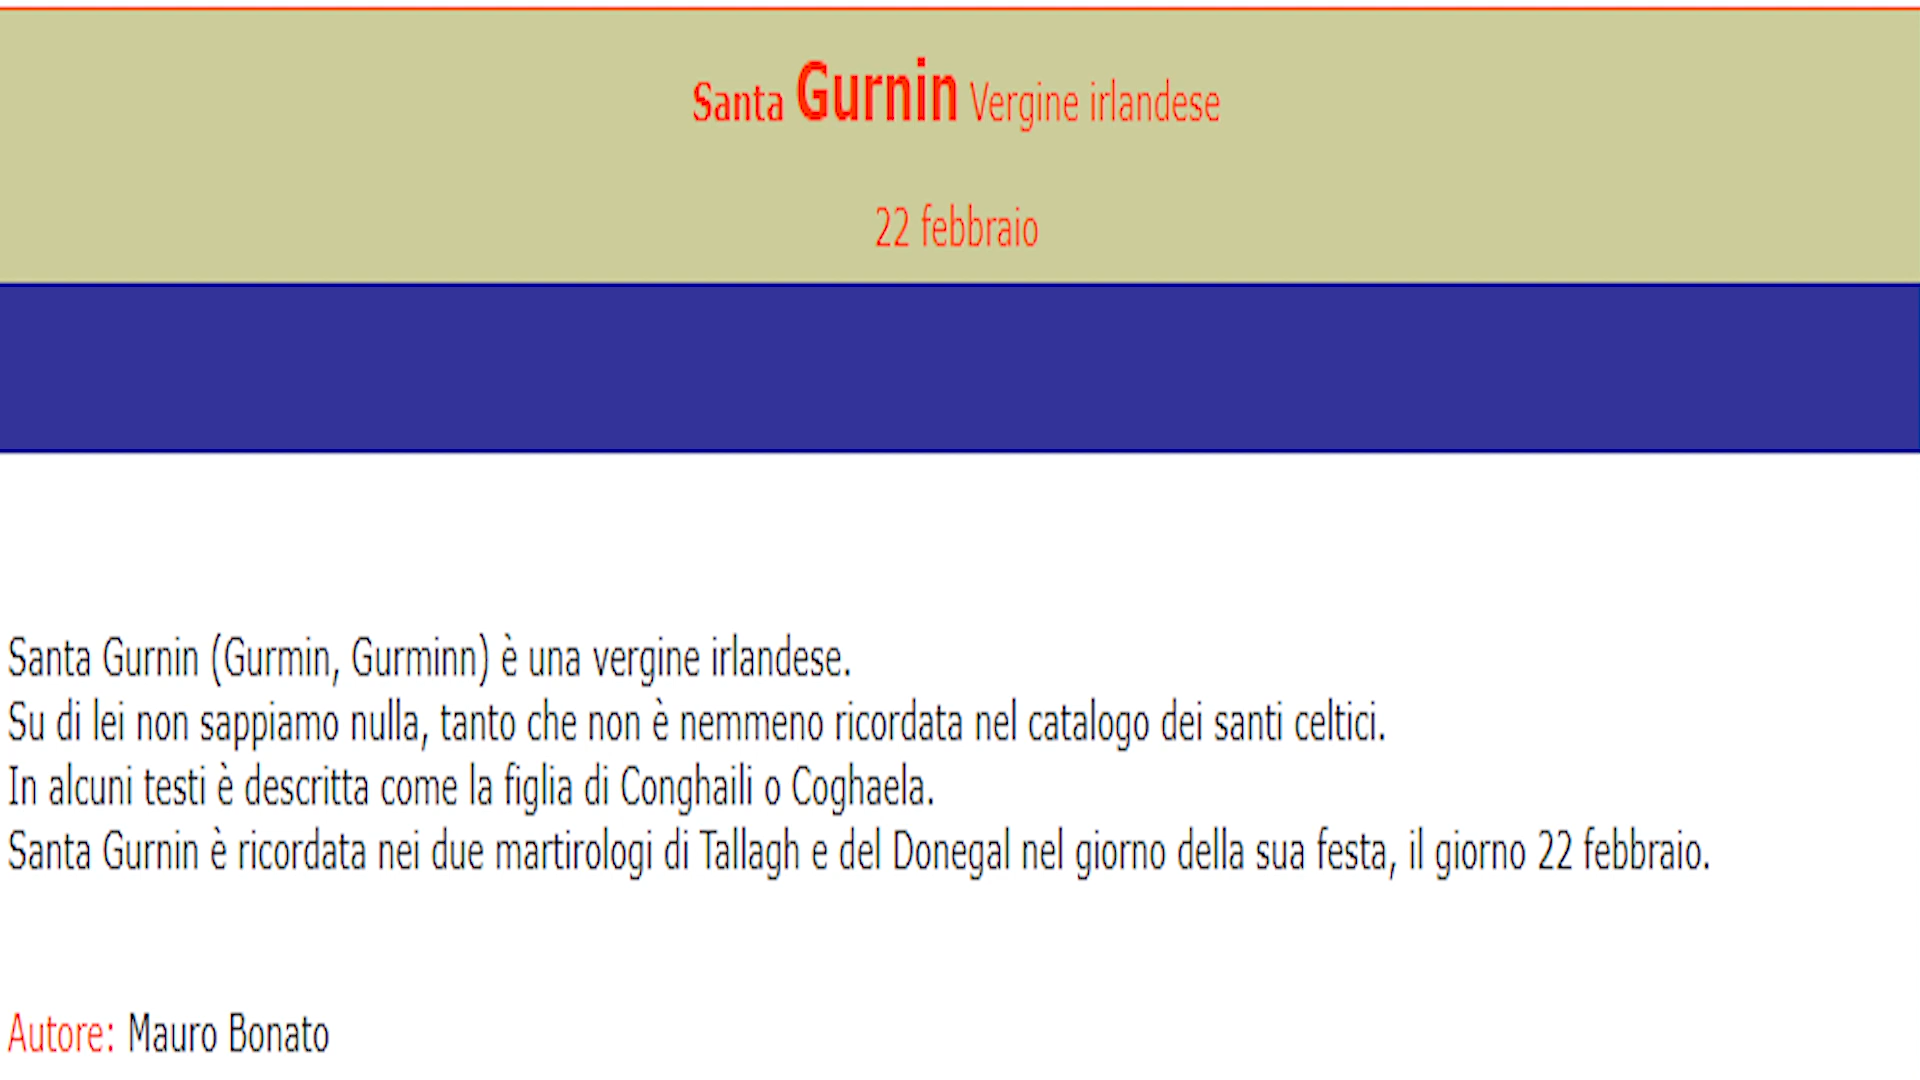 Santa Gurnin Vergine irlandese
22 febbraio
Santa Gurnin (Gurmin, Gurminn) è una vergine irlandese.
Su di lei non sappiamo nulla, tanto che non è nemmeno ricordata nel catalogo dei santi celtici.
In alcuni testi è descritta come la figlia di Conghaili o Coghaela.
Santa Gurnin è ricordata nei due martirologi di Tallagh e del Donegal nel giorno della sua festa, il giorno 22 febbraio.
Autore: Mauro Bonato